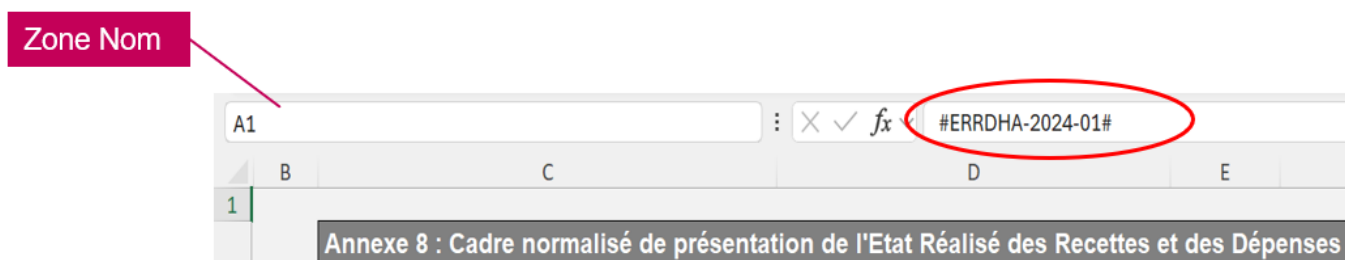 Zone Nom
A1 fx #ERRDHA-2024-01#
B C D E
1
Annexe 8 : Cadre normalisé de présentation de l'Etat Réalisé des Recettes et des Dépenses